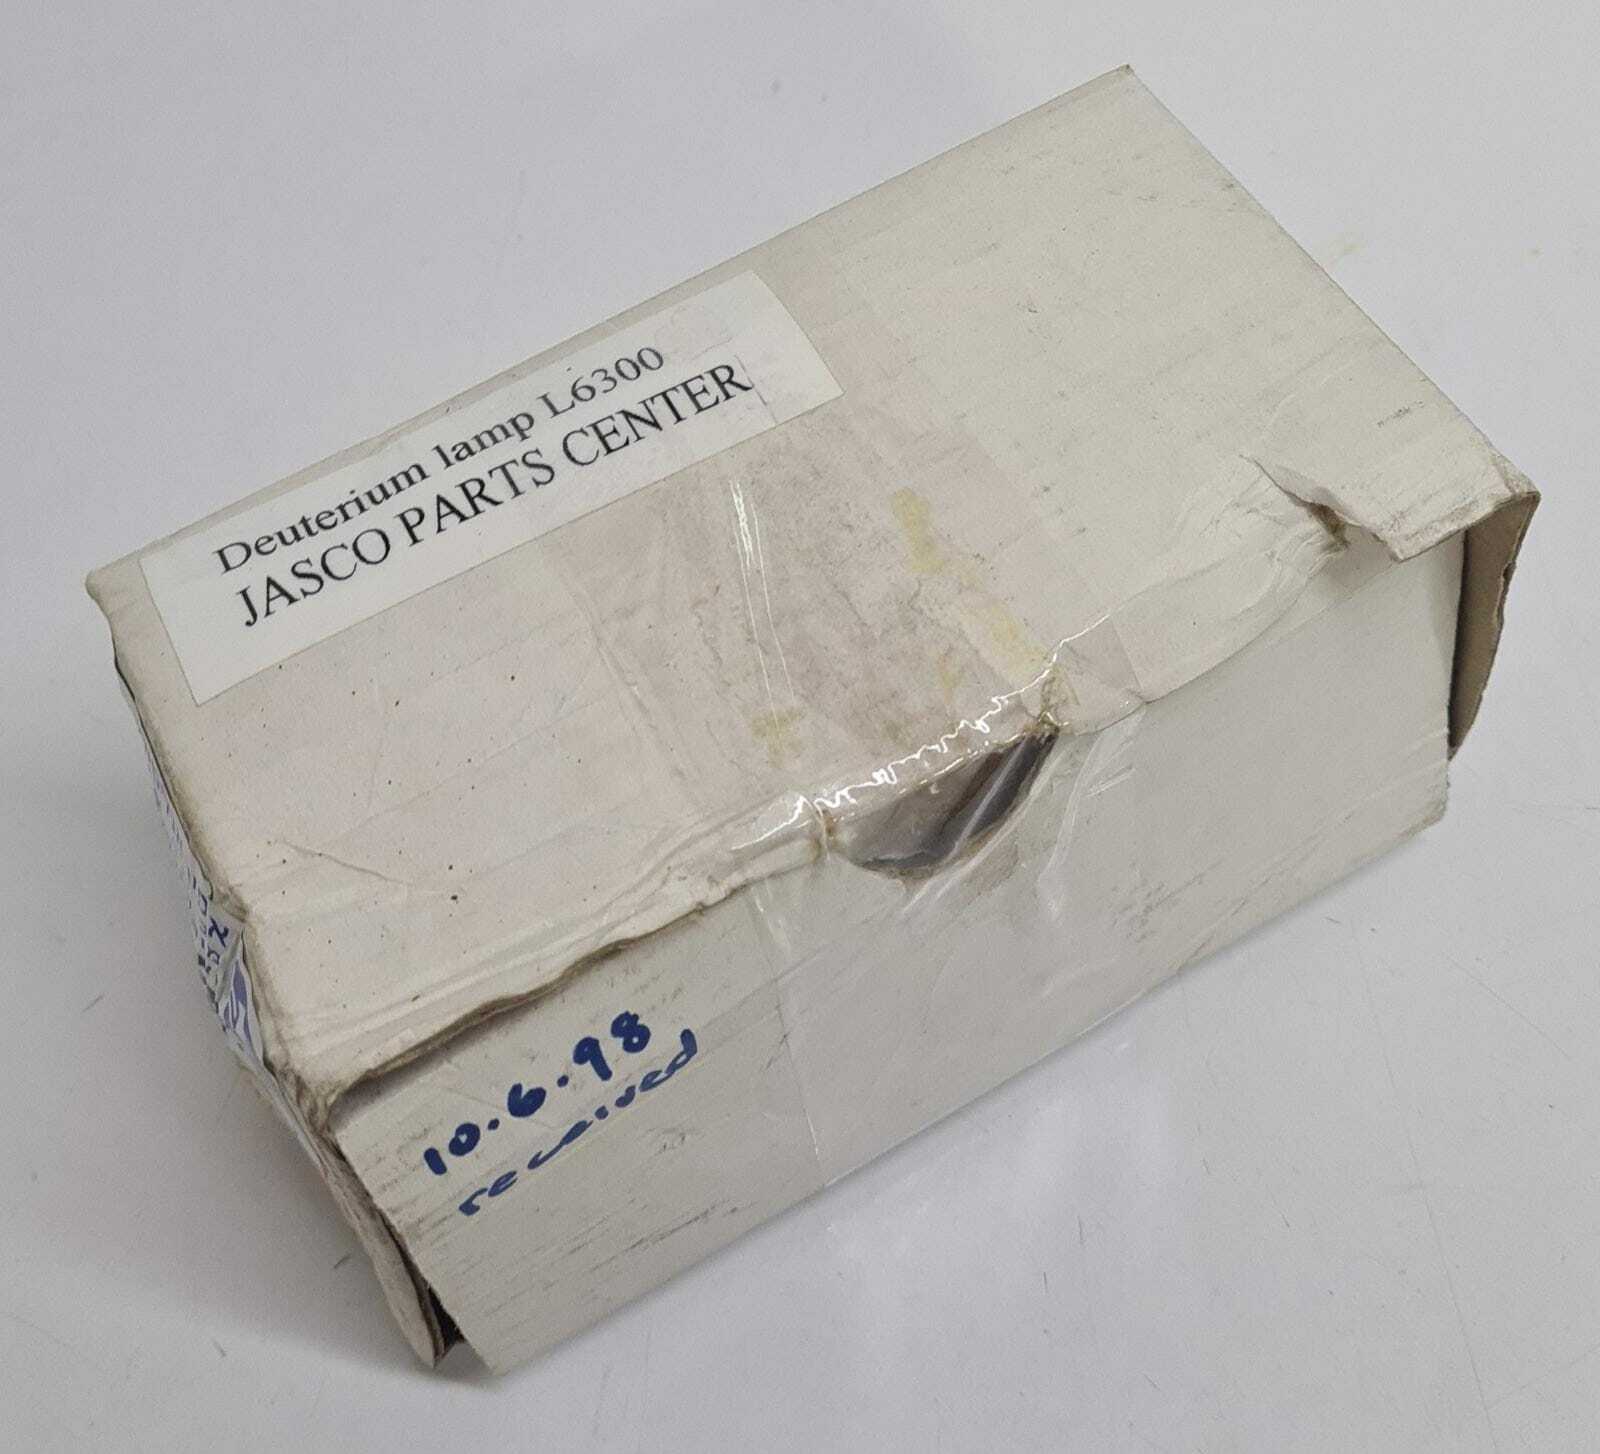 Deuterium lamp L6300
JASCO PARTS CENTER
10.6.98
received